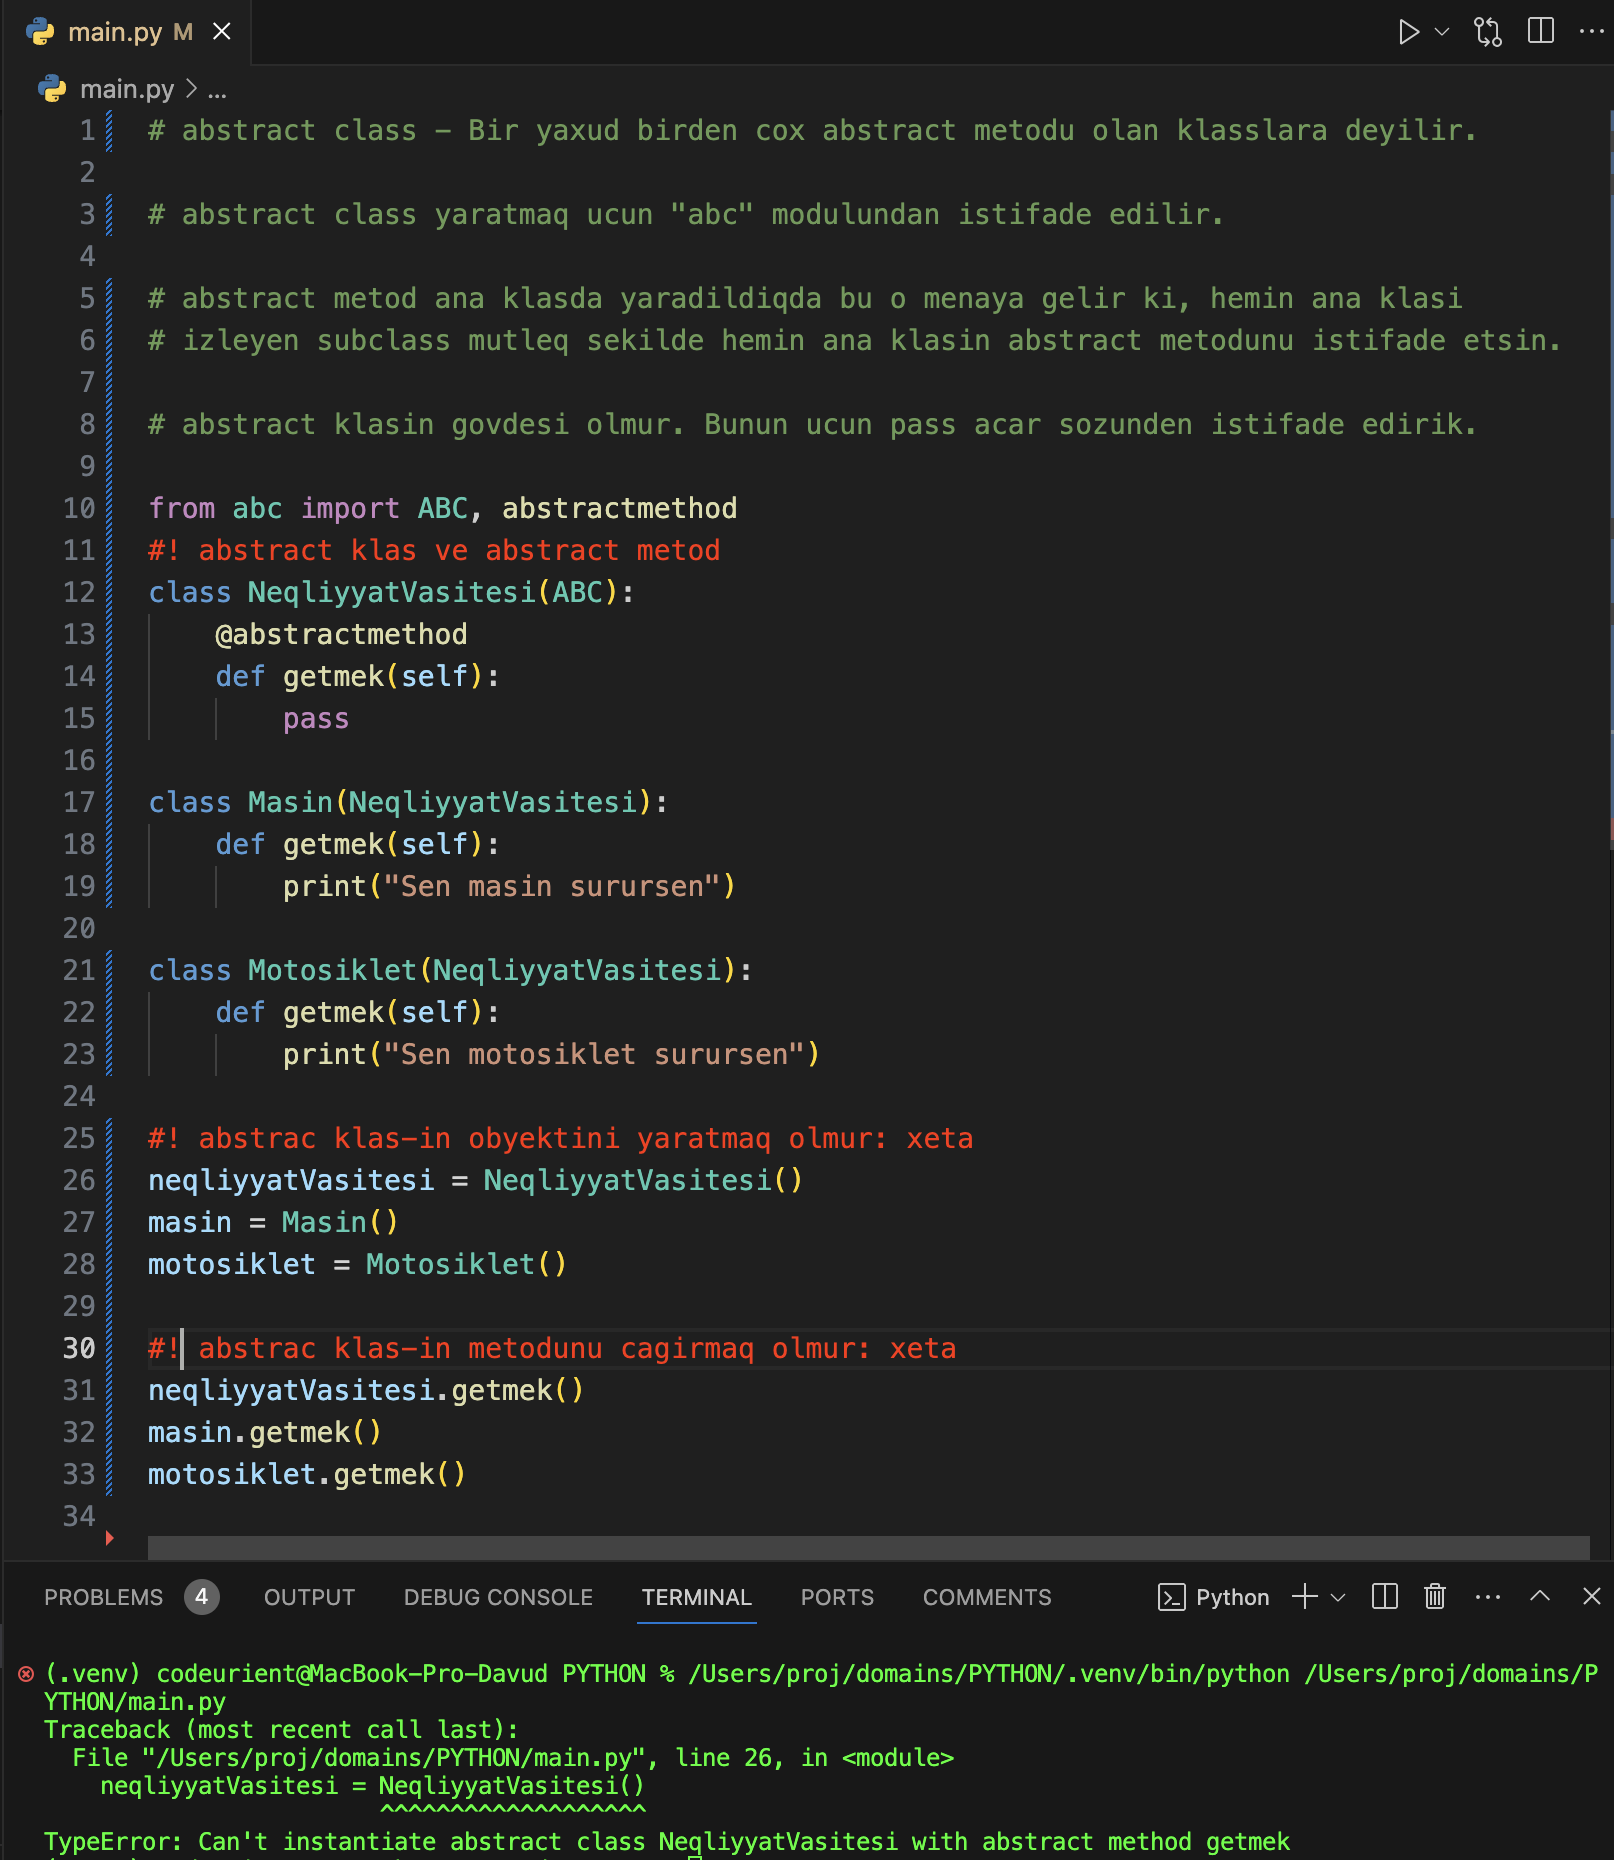 main.py M
main.py > ...
1 # abstract class - Bir yaxud birden cox abstract metodu olan klasslara deyilir.
2
3 # abstract class yaratmaq ucun "abc" modulundan istifade edilir.
4
5 # abstract metod ana klasda yaradildiqda bu o menaya gelir ki, hemin ana klasi
6 # izleyen subclass mutleq sekilde hemin ana klasin abstract metodunu istifade etsin.
7
8 # abstract klasin govdesi olmur. Bunun ucun pass acar sozunden istifade edirik.
9
10 from abc import ABC, abstractmethod
11 #! abstract klas ve abstract metod
12 class NeqliyyatVasitesi(ABC):
13     @abstractmethod
14     def getmek(self):
15         pass
16
17 class Masin(NeqliyyatVasitesi):
18     def getmek(self):
19         print("Sen masin surursen")
20
21 class Motosiklet(NeqliyyatVasitesi):
22     def getmek(self):
23         print("Sen motosiklet surursen")
24
25 #! abstrac klas-in obyektini yaratmaq olmur: xeta
26 neqliyyatVasitesi = NeqliyyatVasitesi()
27 masin = Masin()
28 motosiklet = Motosiklet()
29
30 #! abstrac klas-in metodunu cagirmaq olmur: xeta
31 neqliyyatVasitesi.getmek()
32 masin.getmek()
33 motosiklet.getmek()
34
PROBLEMS 4 OUTPUT DEBUG CONSOLE TERMINAL PORTS COMMENTS Python
(.venv) codeurient@MacBook-Pro-Davud PYTHON % /Users/proj/domains/PYTHON/.venv/bin/python /Users/proj/domains/P
YTHON/main.py
Traceback (most recent call last):
  File "/Users/proj/domains/PYTHON/main.py", line 26, in <module>
    neqliyyatVasitesi = NeqliyyatVasitesi()
                        ^^^^^^^^^^^^^^^^^^^
TypeError: Can't instantiate abstract class NeqliyyatVasitesi with abstract method getmek